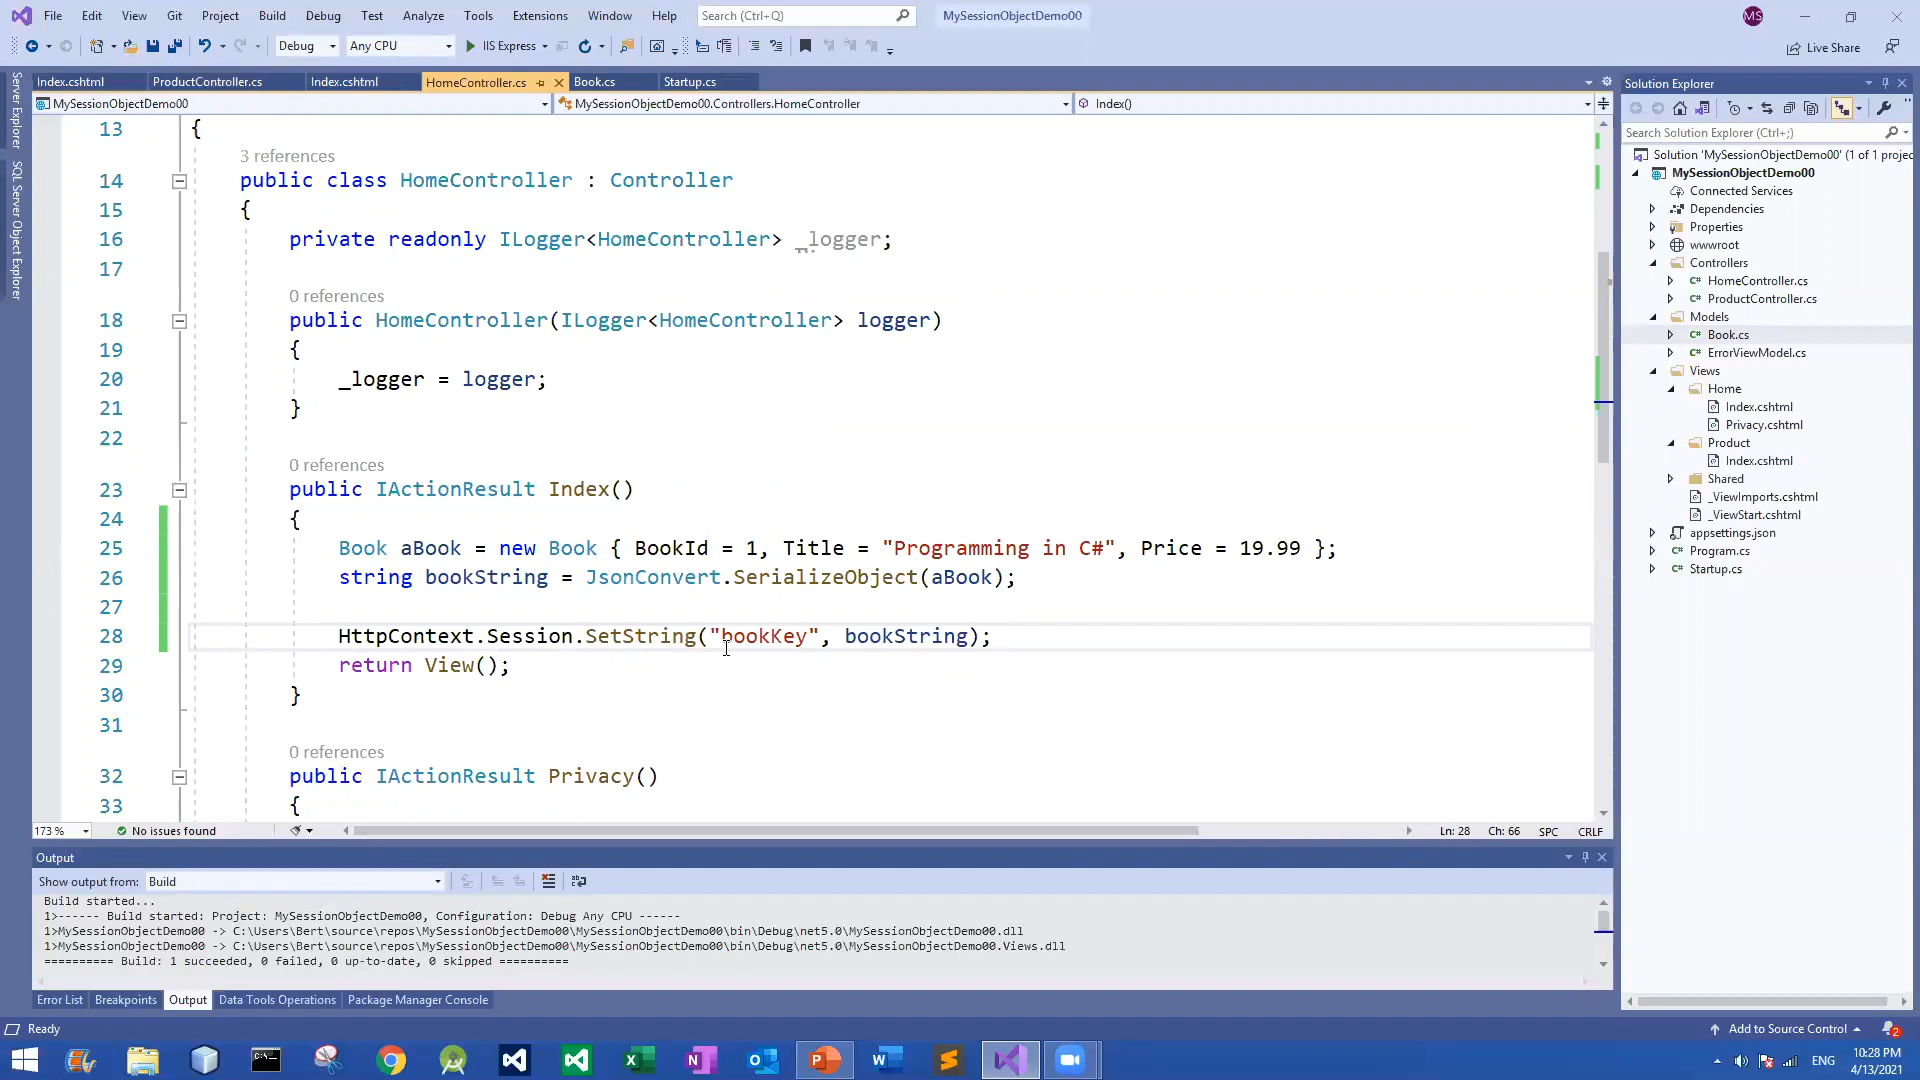 File Edit View Git Project Build Debug Test Analyze Tools Extensions Window Help Search (Ctrl+Q) MySessionObjectDemo00 MS
Debug Any CPU IIS Express Live Share
Index.cshtml ProductController.cs Index.cshtml HomeController.cs Book.cs Startup.cs
MySessionObjectDemo00 MySessionObjectDemo00.Controllers.HomeController Index()
Server Explorer
SQL Server Object Explorer
13 {
3 references
14 public class HomeController : Controller
15 {
16 private readonly ILogger<HomeController> _logger;
17
0 references
18 public HomeController(ILogger<HomeController> logger)
19 {
20 _logger = logger;
21 }
22
0 references
23 public IActionResult Index()
24 {
25 Book aBook = new Book { BookId = 1, Title = "Programming in C#", Price = 19.99 };
26 string bookString = JsonConvert.SerializeObject(aBook);
27
28 HttpContext.Session.SetString("bookKey", bookString);
29 return View();
30 }
31
0 references
32 public IActionResult Privacy()
33 {
173 % No issues found Ln: 28 Ch: 66 SPC CRLF
Output
Show output from: Build
Build started...
1>------ Build started: Project: MySessionObjectDemo00, Configuration: Debug Any CPU ------
1>MySessionObjectDemo00 -> C:\Users\Bert\source\repos\MySessionObjectDemo00\MySessionObjectDemo00\bin\Debug\net5.0\MySessionObjectDemo00.dll
1>MySessionObjectDemo00 -> C:\Users\Bert\source\repos\MySessionObjectDemo00\MySessionObjectDemo00\bin\Debug\net5.0\MySessionObjectDemo00.Views.dll
========== Build: 1 succeeded, 0 failed, 0 up-to-date, 0 skipped ==========
Error List Breakpoints Output Data Tools Operations Package Manager Console
Solution Explorer
Search Solution Explorer (Ctrl+;)
Solution 'MySessionObjectDemo00' (1 of 1 projec
MySessionObjectDemo00
Connected Services
Dependencies
Properties
wwwroot
Controllers
C# HomeController.cs
C# ProductController.cs
Models
C# Book.cs
C# ErrorViewModel.cs
Views
Home
Index.cshtml
Privacy.cshtml
Product
Index.cshtml
Shared
_ViewImports.cshtml
_ViewStart.cshtml
appsettings.json
C# Program.cs
C# Startup.cs
Ready Add to Source Control 2
ENG 10:28 PM
4/13/2021